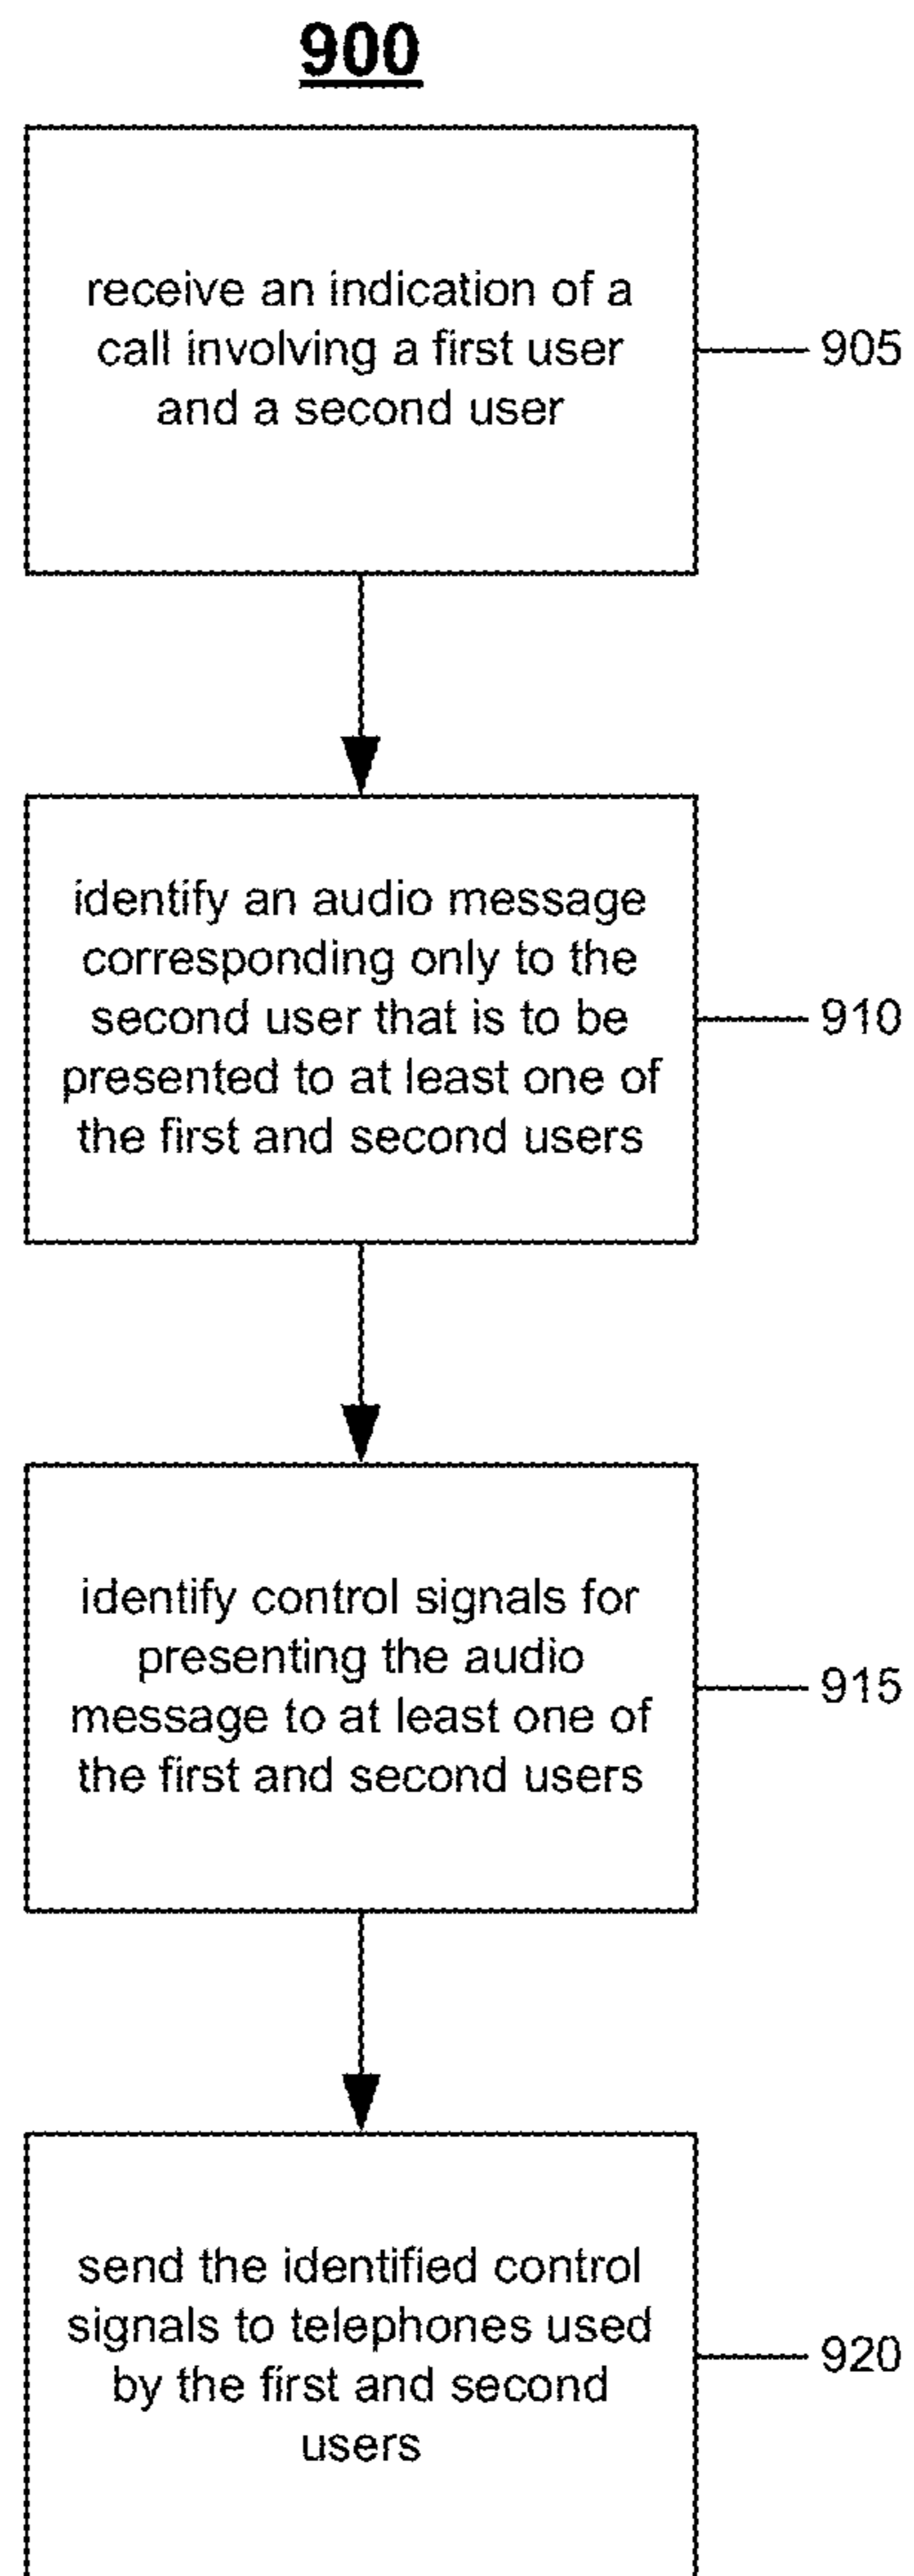 900
receive an indication of a
call involving a first user
and a second user
905
identify an audio message
corresponding only to the
second user that is to be
presented to at least one of
the first and second users
910
identify control signals for
presenting the audio
message to at least one of
the first and second users
915
send the identified control
signals to telephones used
by the first and second
users
920